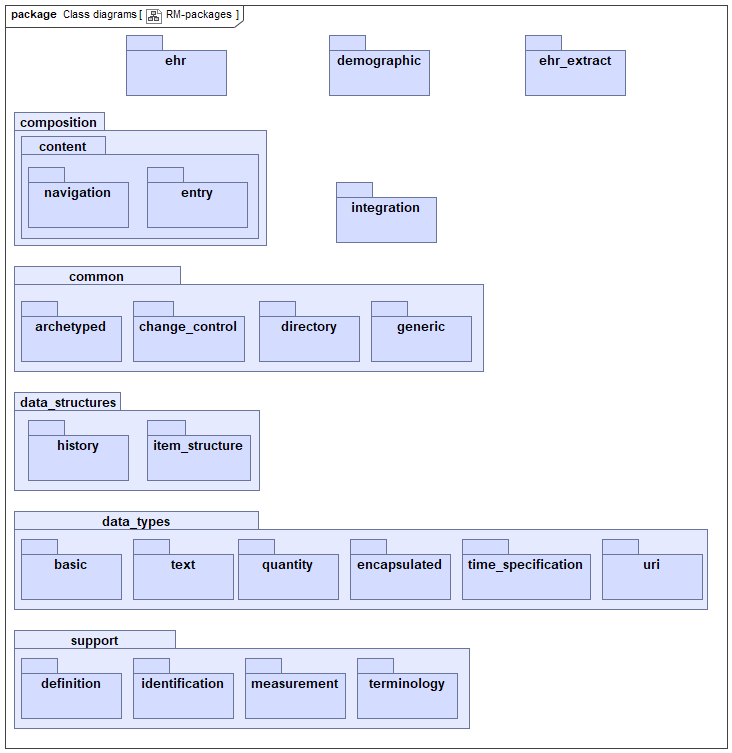 package Class diagrams [ RM-packages ]
ehr
demographic
ehr_extract
composition
content
navigation
entry
integration
common
archetyped
change_control
directory
generic
data_structures
history
item_structure
data_types
basic
text
quantity
encapsulated
time_specification
uri
support
definition
identification
measurement
terminology